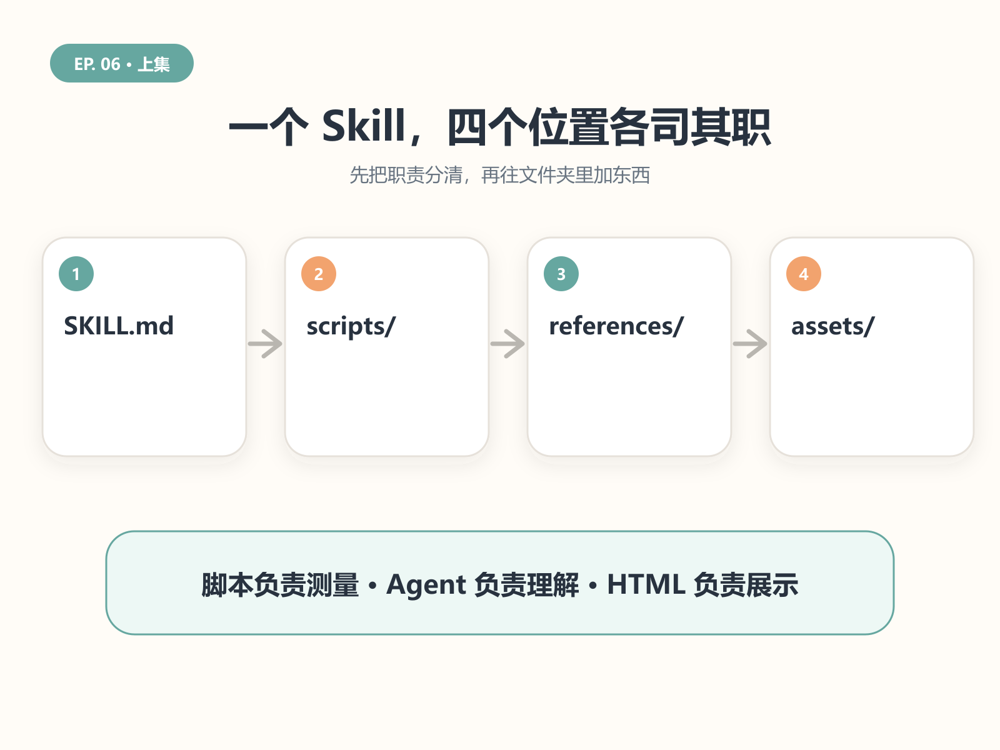 EP. 06 • 上集
一个 Skill，四个位置各司其职
先把职责分清，再往文件夹里加东西
1
SKILL.md
2
scripts/
3
references/
4
assets/
脚本负责测量 • Agent 负责理解 • HTML 负责展示